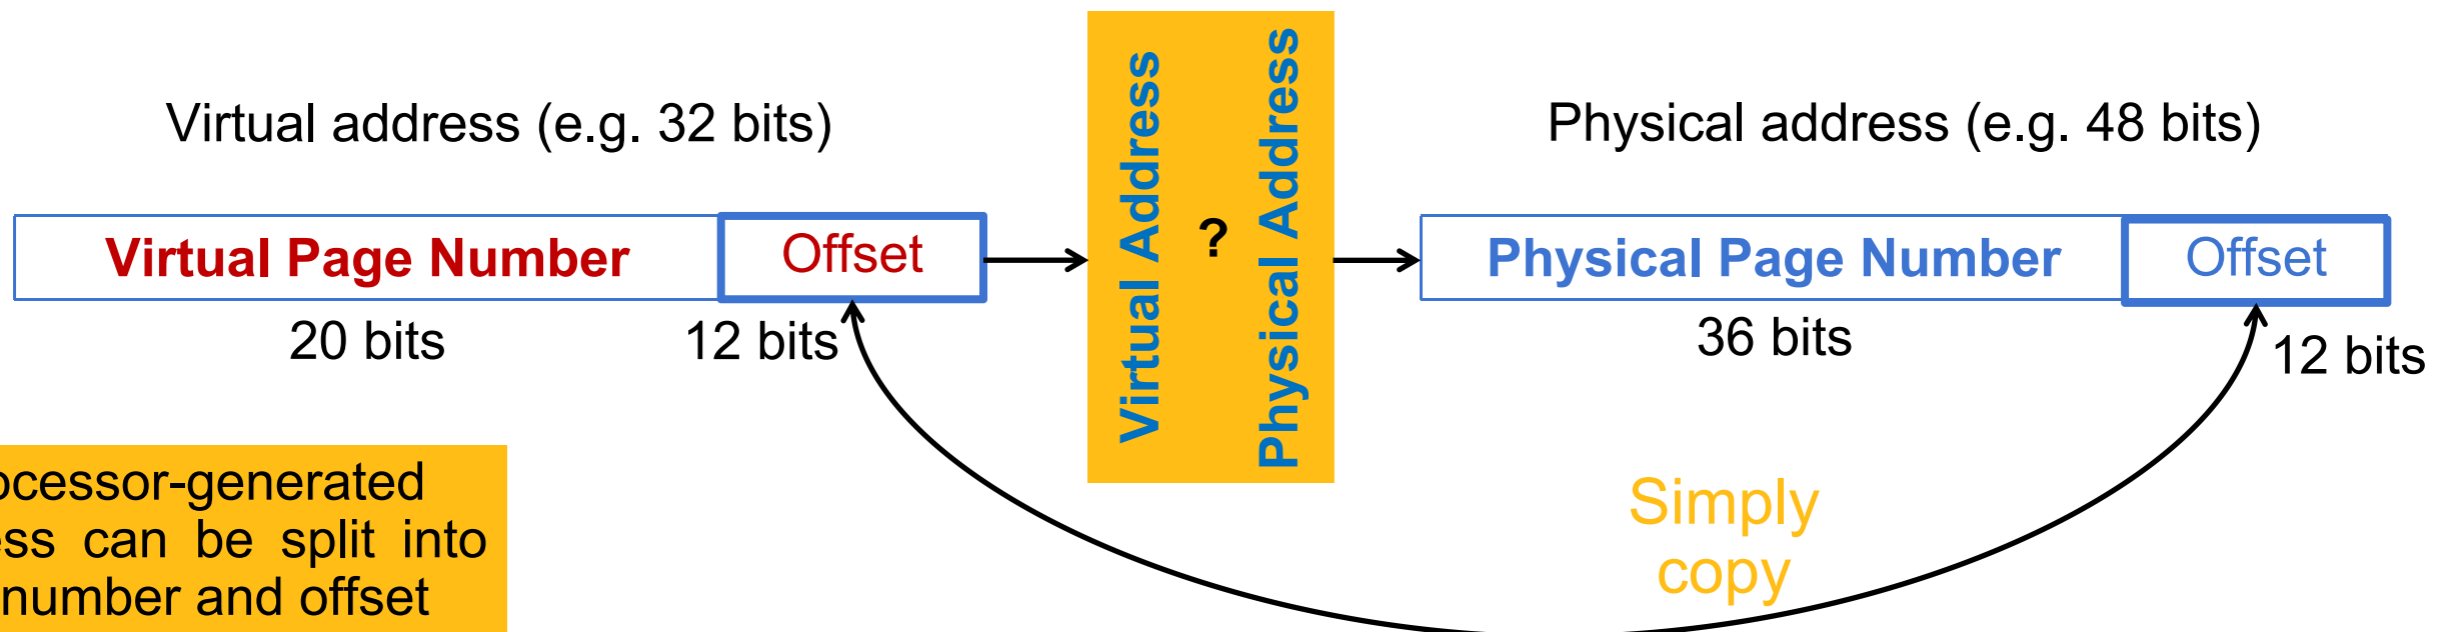 Virtual address (e.g. 32 bits)
Virtual Page Number
Offset
20 bits
12 bits
Virtual Address
?
Physical Address
Physical address (e.g. 48 bits)
Physical Page Number
Offset
36 bits
12 bits
Simply
copy
ocessor-generated
ess can be split into
number and offset